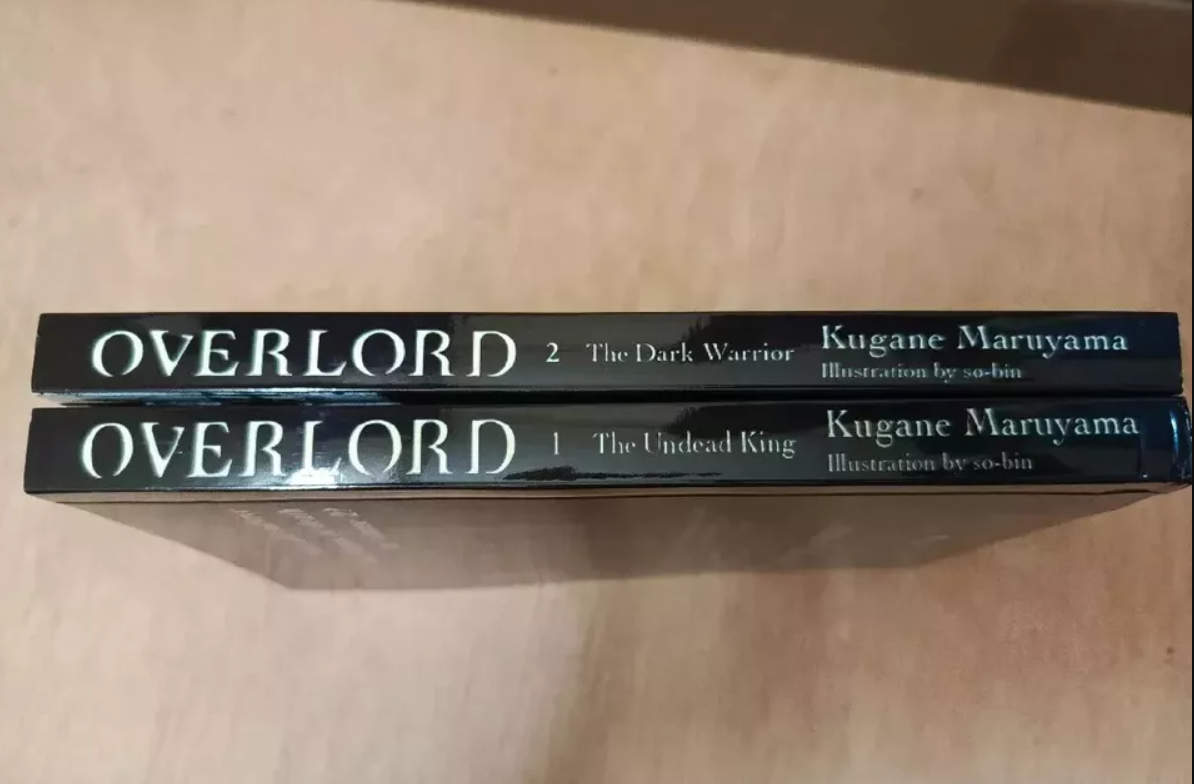 OVERLORD 2 The Dark Warrior Kugane Maruyama
Illustration by so-bin
OVERLORD 1 The Undead King Kugane Maruyama
Illustration by so-bin